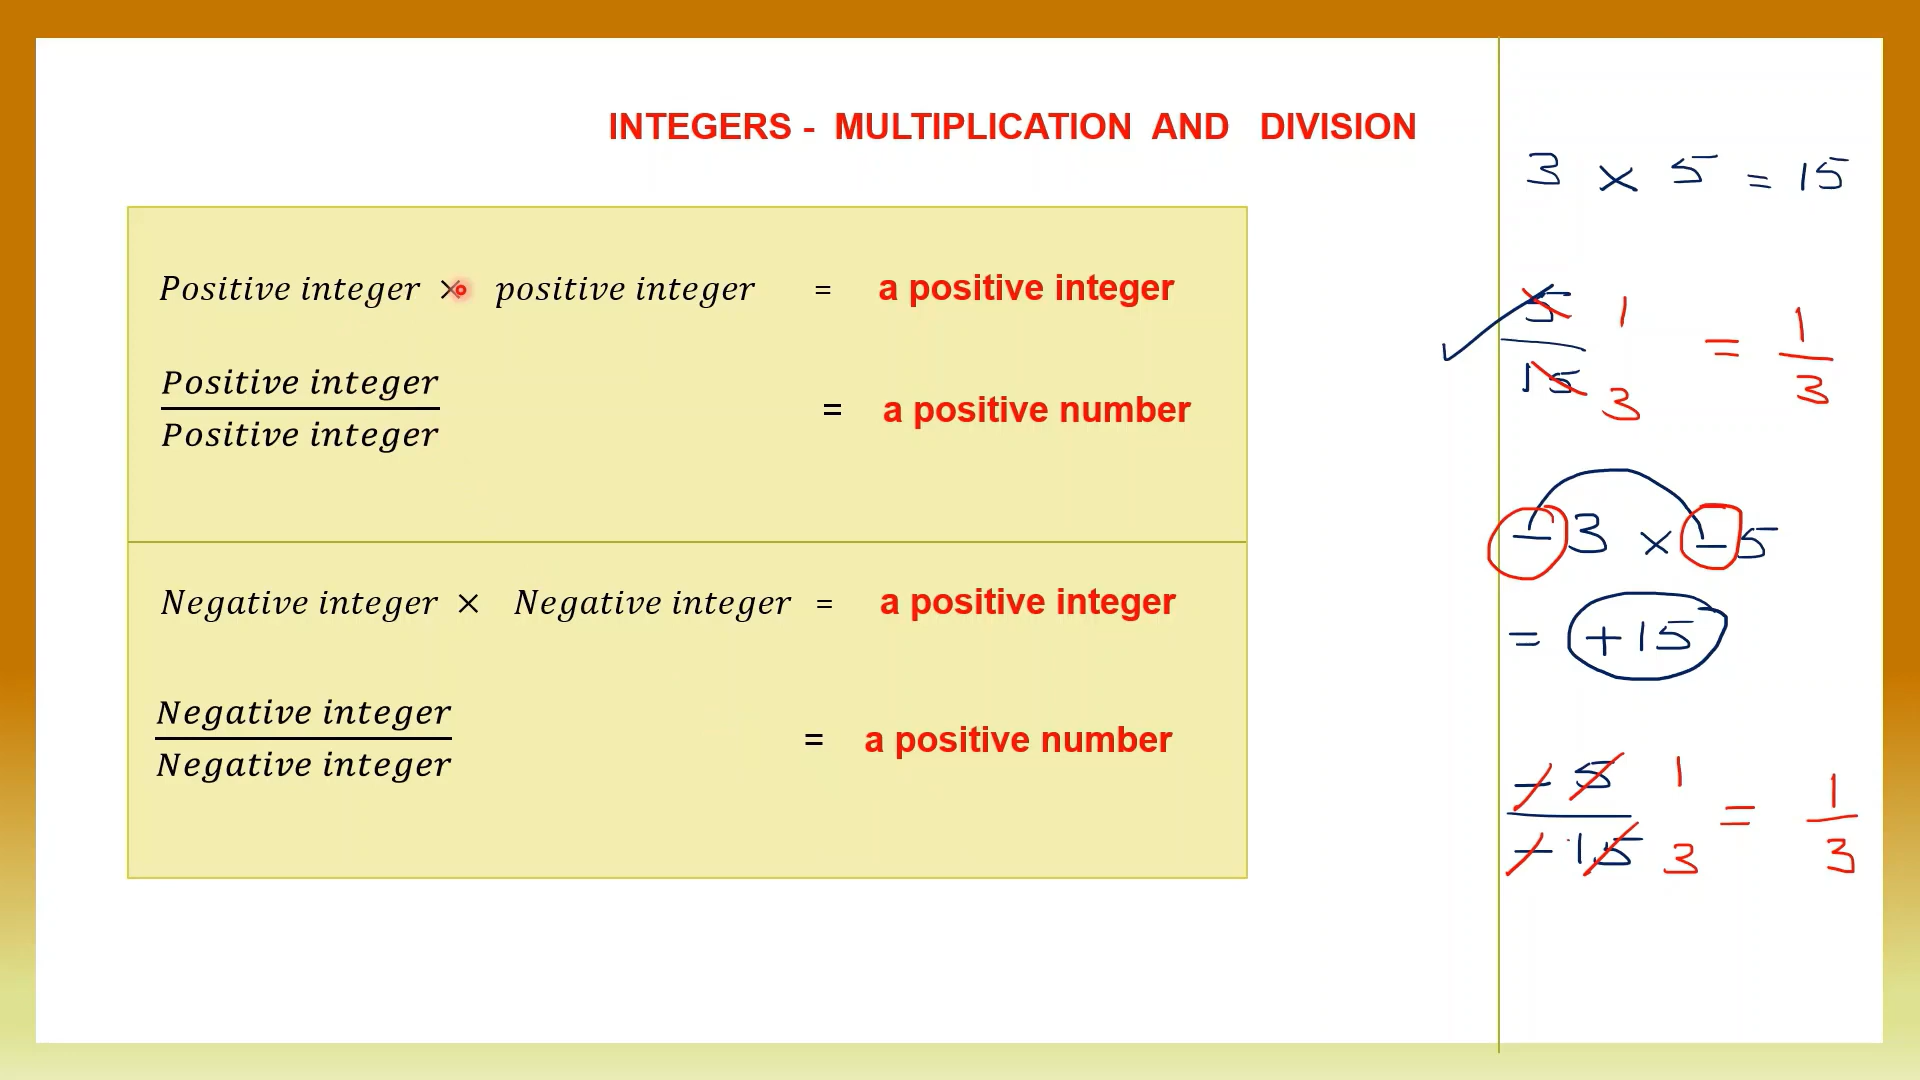 INTEGERS - MULTIPLICATION AND DIVISION
Positive integer × positive integer = a positive integer
Positive integer
Positive integer
= a positive number
Negative integer × Negative integer = a positive integer
Negative integer
Negative integer
= a positive number
3 × 5 = 15
5 1
15 3
= 1
3
-3 × -5
= +15
-5 1
-15 3
= 1
3